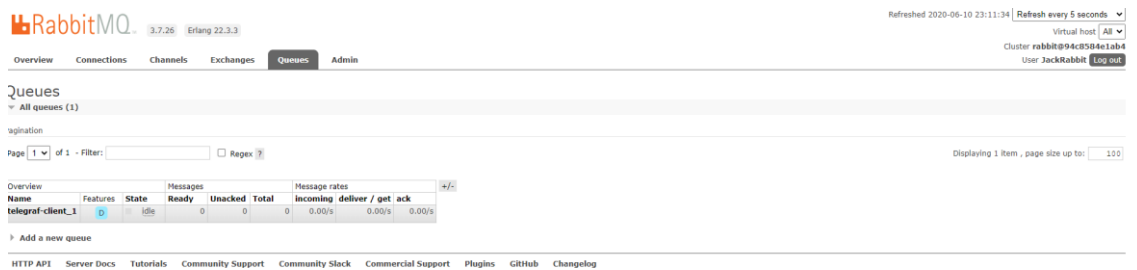 Refreshed 2020-06-10 23:11:34 Refresh every 5 seconds
RabbitMQ. 3.7.26 Erlang 22.3.3
Virtual host All
Cluster rabbit@94c8584e1ab4
User JackRabbit Log out
Overview Connections Channels Exchanges Queues Admin
Queues
All queues (1)
agination
Page 1 of 1 - Filter: Regex ? Displaying 1 item , page size up to: 100
Overview Messages Message rates +/-
Name Features State Ready Unacked Total incoming deliver / get ack
telegraf-client_1 D idle 0 0 0 0.00/s 0.00/s 0.00/s
Add a new queue
HTTP API Server Docs Tutorials Community Support Community Slack Commercial Support Plugins GitHub Changelog